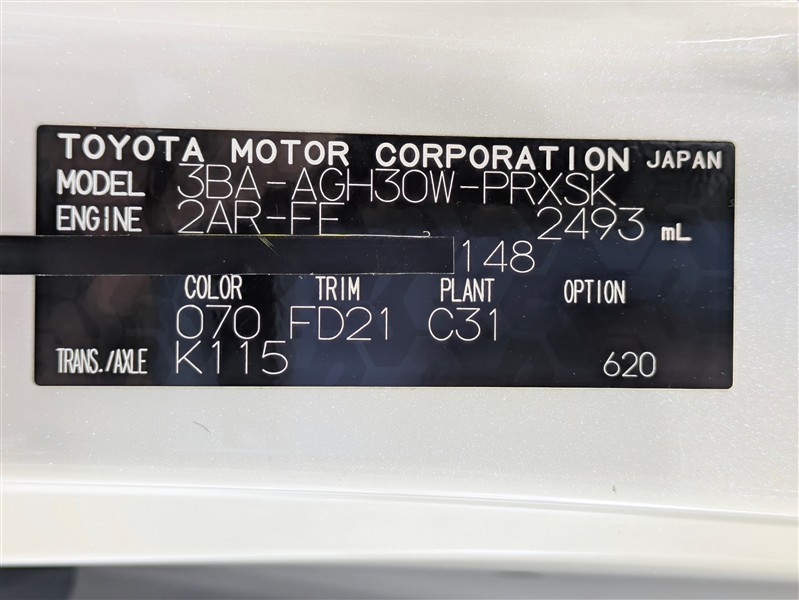 TOYOTA MOTOR CORPORATION JAPAN
MODEL 3BA-AGH30W-PRXSK
ENGINE 2AR-FE 2493 mL
148
COLOR TRIM PLANT OPTION
070 FD21 C31
TRANS./AXLE K115 620